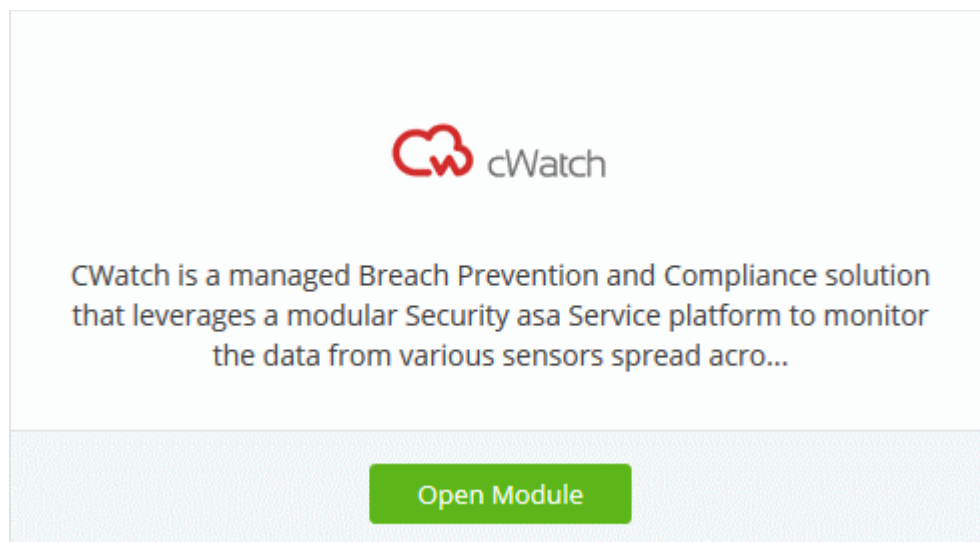 cWatch
CWatch is a managed Breach Prevention and Compliance solution
that leverages a modular Security asa Service platform to monitor
the data from various sensors spread acro...
Open Module